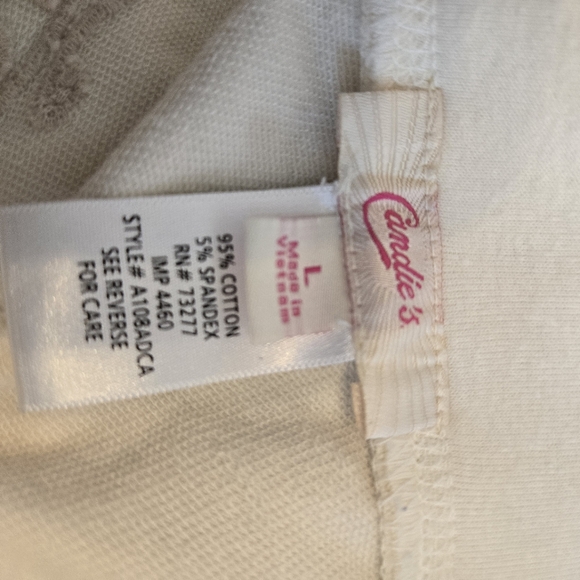 Candie's
L
Made in
Vietnam
95% COTTON
5% SPANDEX
RN# 73277
IMP 4460
STYLE# A108ADCA
SEE REVERSE
FOR CARE